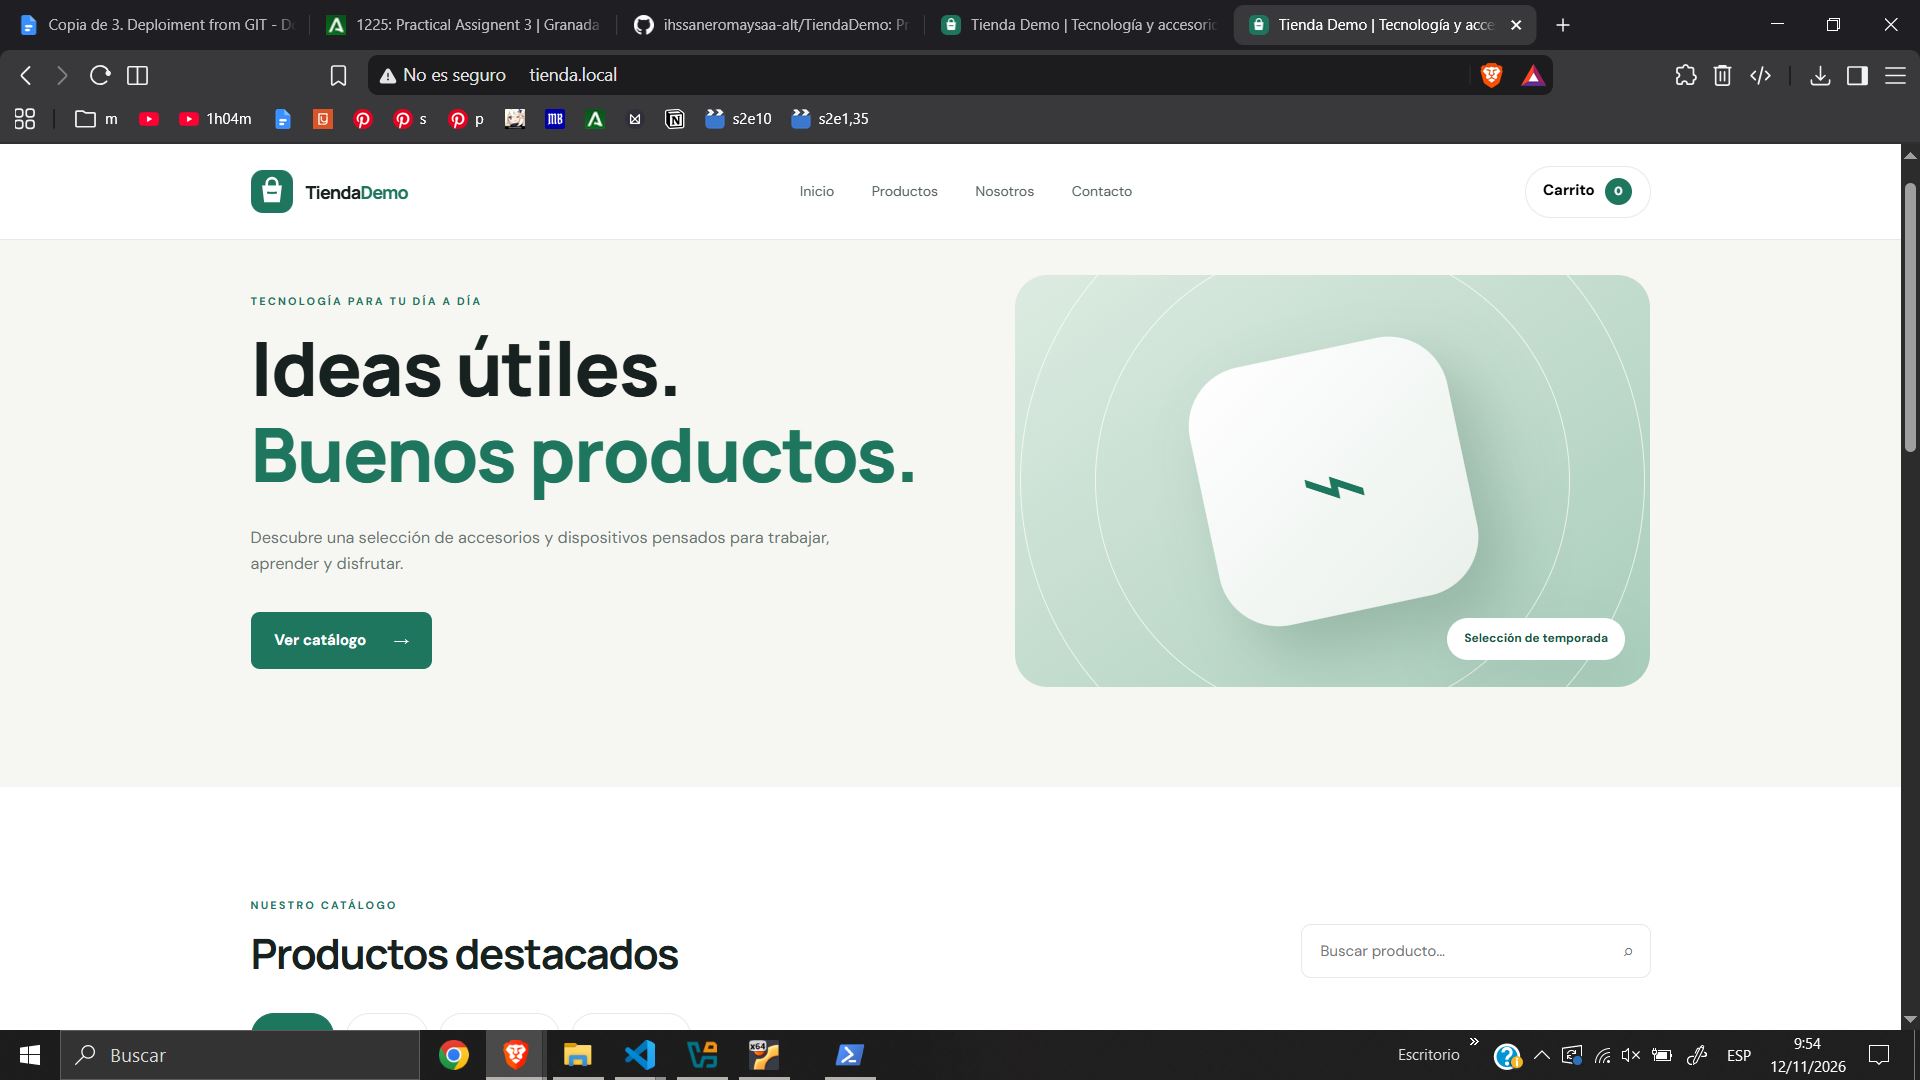 Copia de 3. Deploiment from GIT - Do
1225: Practical Assignent 3 | Granada
ihssaneromaysaa-alt/TiendaDemo: Pr
Tienda Demo | Tecnología y accesorio
Tienda Demo | Tecnología y acce
No es seguro
tienda.local
m
1h04m
s
p
s2e10
s2e1,35
TiendaDemo
Inicio
Productos
Nosotros
Contacto
Carrito
0
TECNOLOGÍA PARA TU DÍA A DÍA
Ideas útiles.
Buenos productos.
Descubre una selección de accesorios y dispositivos pensados para trabajar,
aprender y disfrutar.
Ver catálogo →
Selección de temporada
NUESTRO CATÁLOGO
Productos destacados
Buscar producto...
Buscar
x64
Escritorio
ESP
9:54
12/11/2026